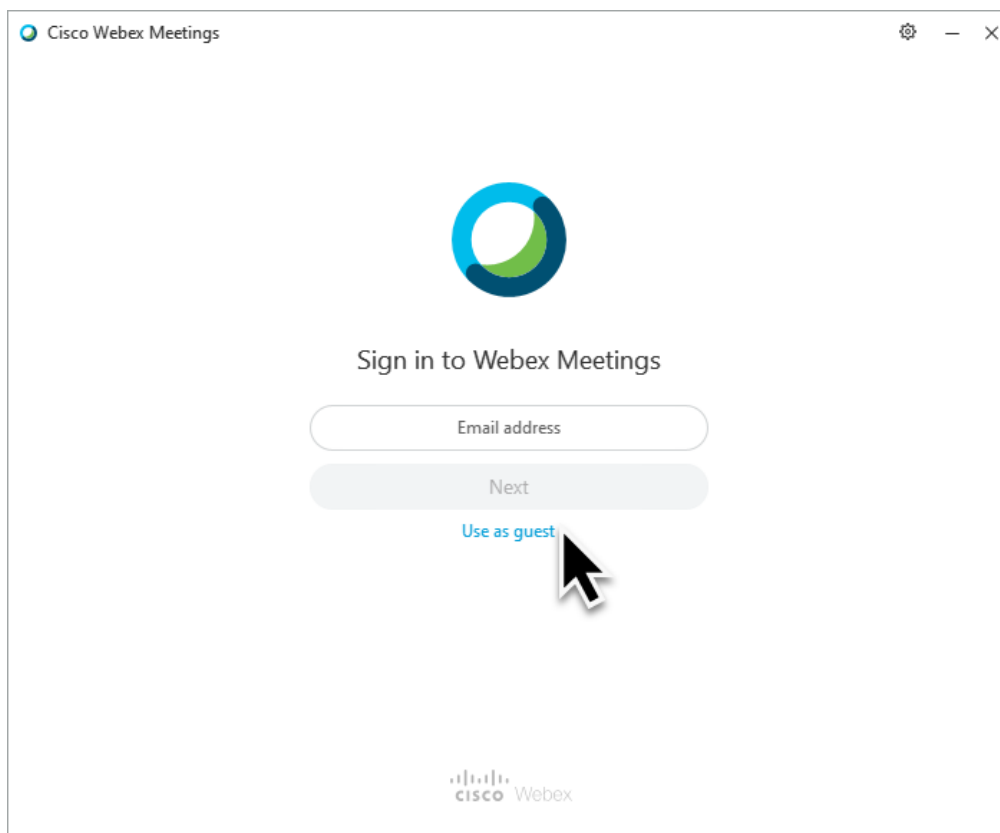 Cisco Webex Meetings
Sign in to Webex Meetings
Email address
Next
Use as guest
CISCO Webex